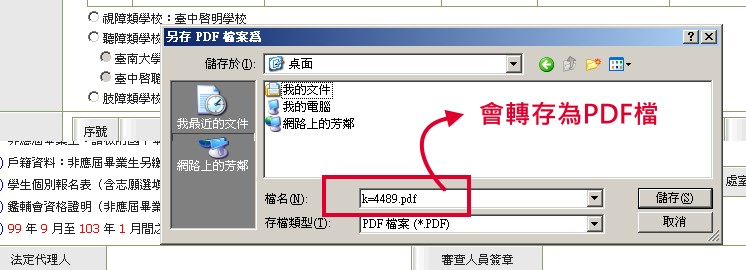 視障類學校：臺中啓明學校
聽障類學校
臺南大學
臺中啓聰
肢障類學校
另存 PDF 檔案為
儲存於(I):
桌面
我最近的文件
網路上的芳鄰
我的文件
我的電腦
網路上的芳鄰
會轉存為PDF檔
檔名(N):
k=4489.pdf
儲存(S)
存檔類型(T):
PDF 檔案 (*.PDF)
取消
序號
戶籍資料：非應屆畢業生另繳
學生個別報名表（含志願選填
鑑輔會資格證明（非應屆畢業
99 年 9 月至 103 年 1 月間之
處室
法定代理人
審查人員簽章